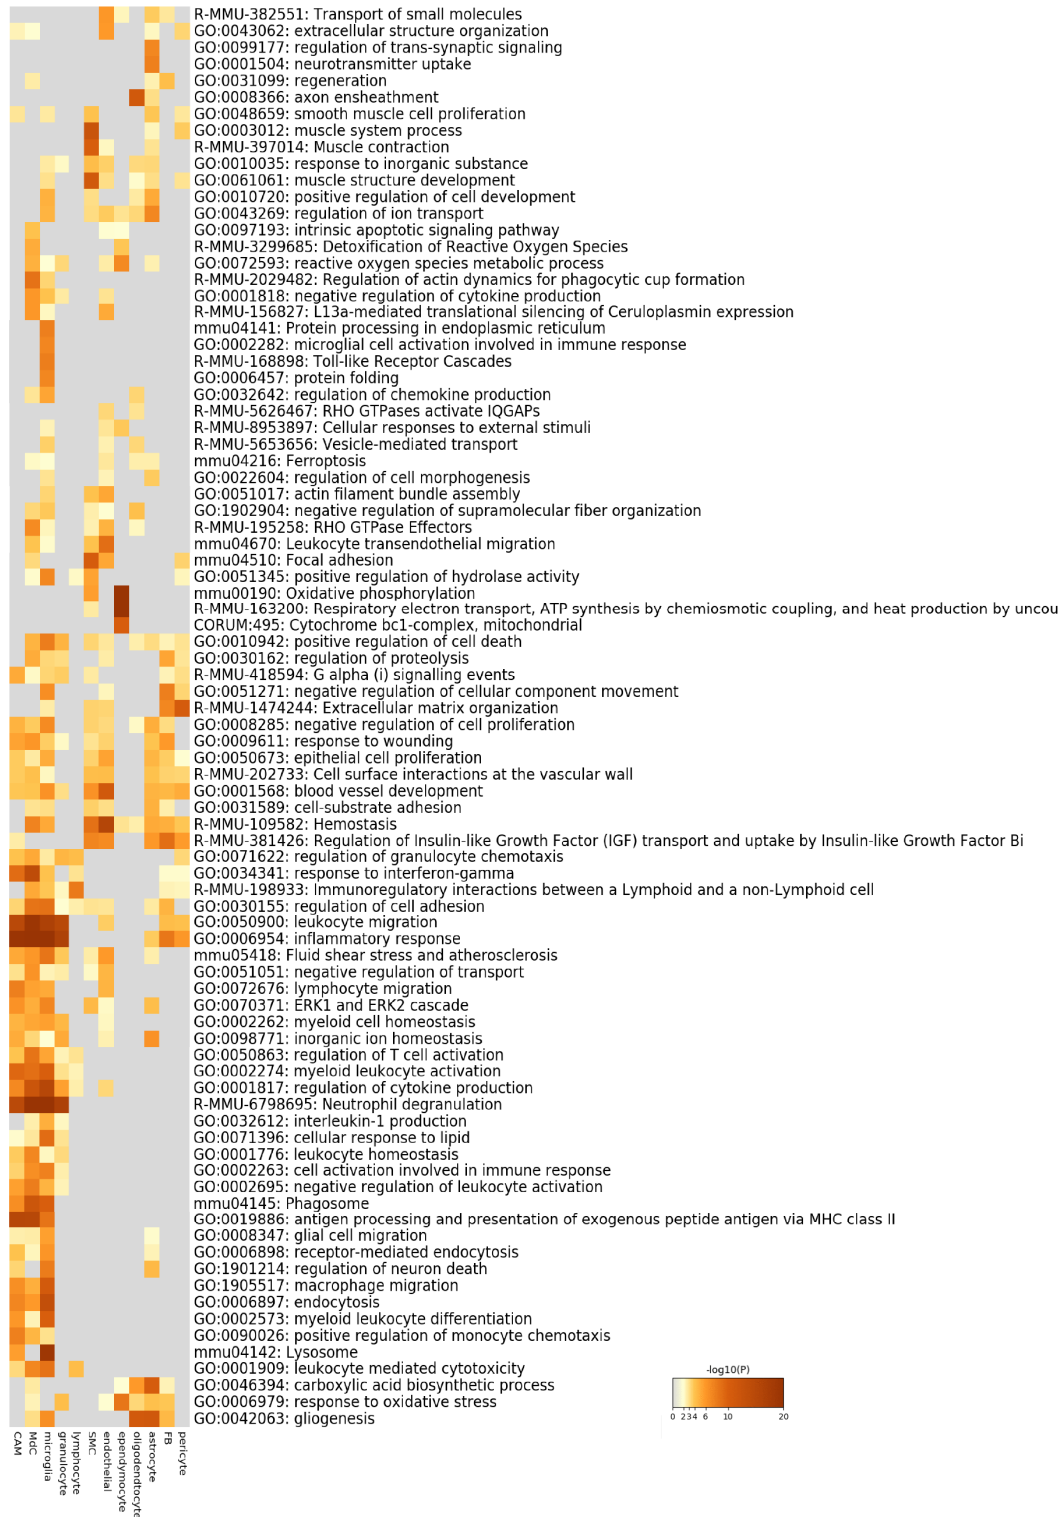 R-MMU-382551: Transport of small molecules
GO:0043062: extracellular structure organization
GO:0099177: regulation of trans-synaptic signaling
GO:0001504: neurotransmitter uptake
GO:0031099: regeneration
GO:0008366: axon ensheathment
GO:0048659: smooth muscle cell proliferation
GO:0003012: muscle system process
R-MMU-397014: Muscle contraction
GO:0010035: response to inorganic substance
GO:0061061: muscle structure development
GO:0010720: positive regulation of cell development
GO:0043269: regulation of ion transport
GO:0097193: intrinsic apoptotic signaling pathway
R-MMU-3299685: Detoxification of Reactive Oxygen Species
GO:0072593: reactive oxygen species metabolic process
R-MMU-2029482: Regulation of actin dynamics for phagocytic cup formation
GO:0001818: negative regulation of cytokine production
R-MMU-156827: L13a-mediated translational silencing of Ceruloplasmin expression
mmu04141: Protein processing in endoplasmic reticulum
GO:0002282: microglial cell activation involved in immune response
R-MMU-168898: Toll-like Receptor Cascades
GO:0006457: protein folding
GO:0032642: regulation of chemokine production
R-MMU-5626467: RHO GTPases activate IQGAPs
R-MMU-8953897: Cellular responses to external stimuli
R-MMU-5653656: Vesicle-mediated transport
mmu04216: Ferroptosis
GO:0022604: regulation of cell morphogenesis
GO:0051017: actin filament bundle assembly
GO:1902904: negative regulation of supramolecular fiber organization
R-MMU-195258: RHO GTPase Effectors
mmu04670: Leukocyte transendothelial migration
mmu04510: Focal adhesion
GO:0051345: positive regulation of hydrolase activity
mmu00190: Oxidative phosphorylation
R-MMU-163200: Respiratory electron transport, ATP synthesis by chemiosmotic coupling, and heat production by uncou
CORUM:495: Cytochrome bc1-complex, mitochondrial
GO:0010942: positive regulation of cell death
GO:0030162: regulation of proteolysis
R-MMU-418594: G alpha (i) signalling events
GO:0051271: negative regulation of cellular component movement
R-MMU-1474244: Extracellular matrix organization
GO:0008285: negative regulation of cell proliferation
GO:0009611: response to wounding
GO:0050673: epithelial cell proliferation
R-MMU-202733: Cell surface interactions at the vascular wall
GO:0001568: blood vessel development
GO:0031589: cell-substrate adhesion
R-MMU-109582: Hemostasis
R-MMU-381426: Regulation of Insulin-like Growth Factor (IGF) transport and uptake by Insulin-like Growth Factor Bi
GO:0071622: regulation of granulocyte chemotaxis
GO:0034341: response to interferon-gamma
R-MMU-198933: Immunoregulatory interactions between a Lymphoid and a non-Lymphoid cell
GO:0030155: regulation of cell adhesion
GO:0050900: leukocyte migration
GO:0006954: inflammatory response
mmu05418: Fluid shear stress and atherosclerosis
GO:0051051: negative regulation of transport
GO:0072676: lymphocyte migration
GO:0070371: ERK1 and ERK2 cascade
GO:0002262: myeloid cell homeostasis
GO:0098771: inorganic ion homeostasis
GO:0050863: regulation of T cell activation
GO:0002274: myeloid leukocyte activation
GO:0001817: regulation of cytokine production
R-MMU-6798695: Neutrophil degranulation
GO:0032612: interleukin-1 production
GO:0071396: cellular response to lipid
GO:0001776: leukocyte homeostasis
GO:0002263: cell activation involved in immune response
GO:0002695: negative regulation of leukocyte activation
mmu04145: Phagosome
GO:0019886: antigen processing and presentation of exogenous peptide antigen via MHC class II
GO:0008347: glial cell migration
GO:0006898: receptor-mediated endocytosis
GO:1901214: regulation of neuron death
GO:1905517: macrophage migration
GO:0006897: endocytosis
GO:0002573: myeloid leukocyte differentiation
GO:0090026: positive regulation of monocyte chemotaxis
mmu04142: Lysosome
GO:0001909: leukocyte mediated cytotoxicity
GO:0046394: carboxylic acid biosynthetic process
GO:0006979: response to oxidative stress
GO:0042063: gliogenesis
-log10(P)
0 2 3 4 6 10 20
CAM
MdC
microglia
granulocyte
lymphocyte
SMC
endothelial
ependymocyte
oligodendtocyte
astrocyte
FB
pericyte